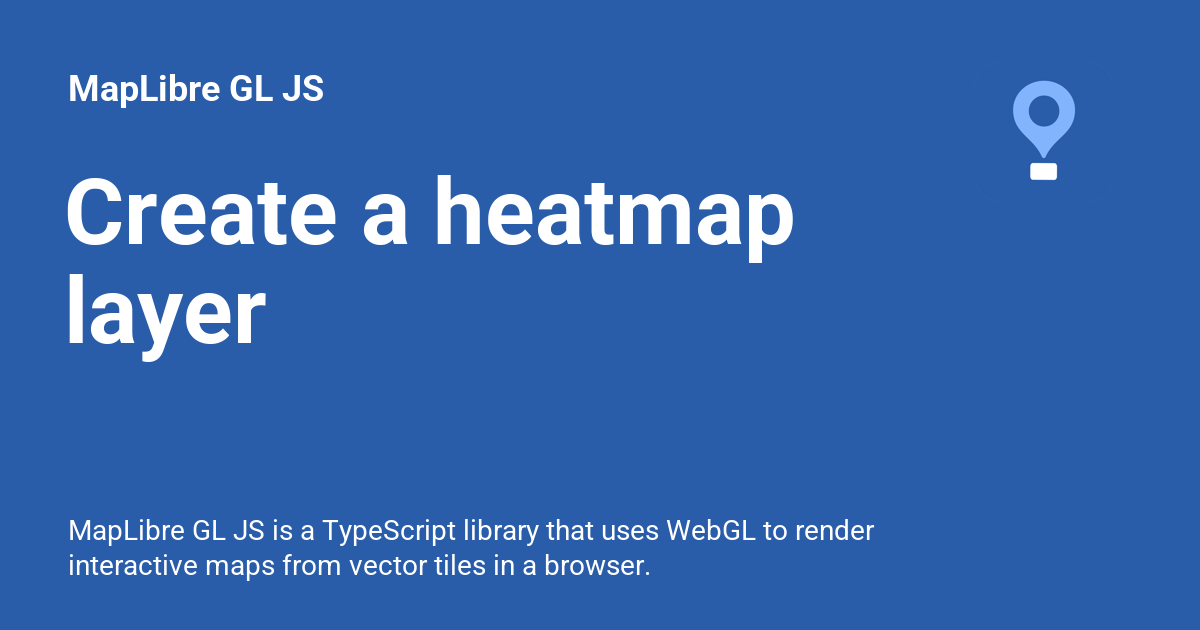 MapLibre GL JS
Create a heatmap
layer
MapLibre GL JS is a TypeScript library that uses WebGL to render
interactive maps from vector tiles in a browser.